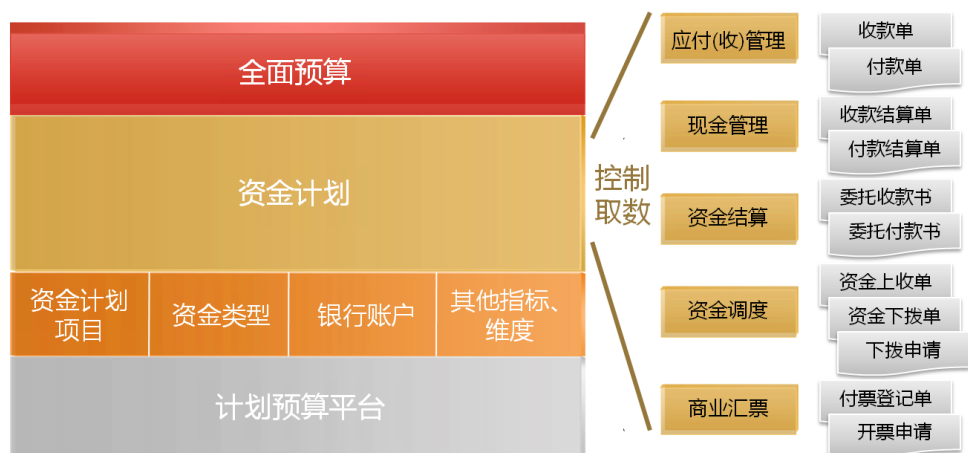 全面预算
资金计划
资金计划
项目
资金类型
银行账户
其他指标、
维度
计划预算平台
控制
取数
应付(收)管理
收款单
付款单
现金管理
收款结算单
付款结算单
资金结算
委托收款书
委托付款书
资金调度
资金上收单
资金下拨单
下拨申请
商业汇票
付票登记单
开票申请